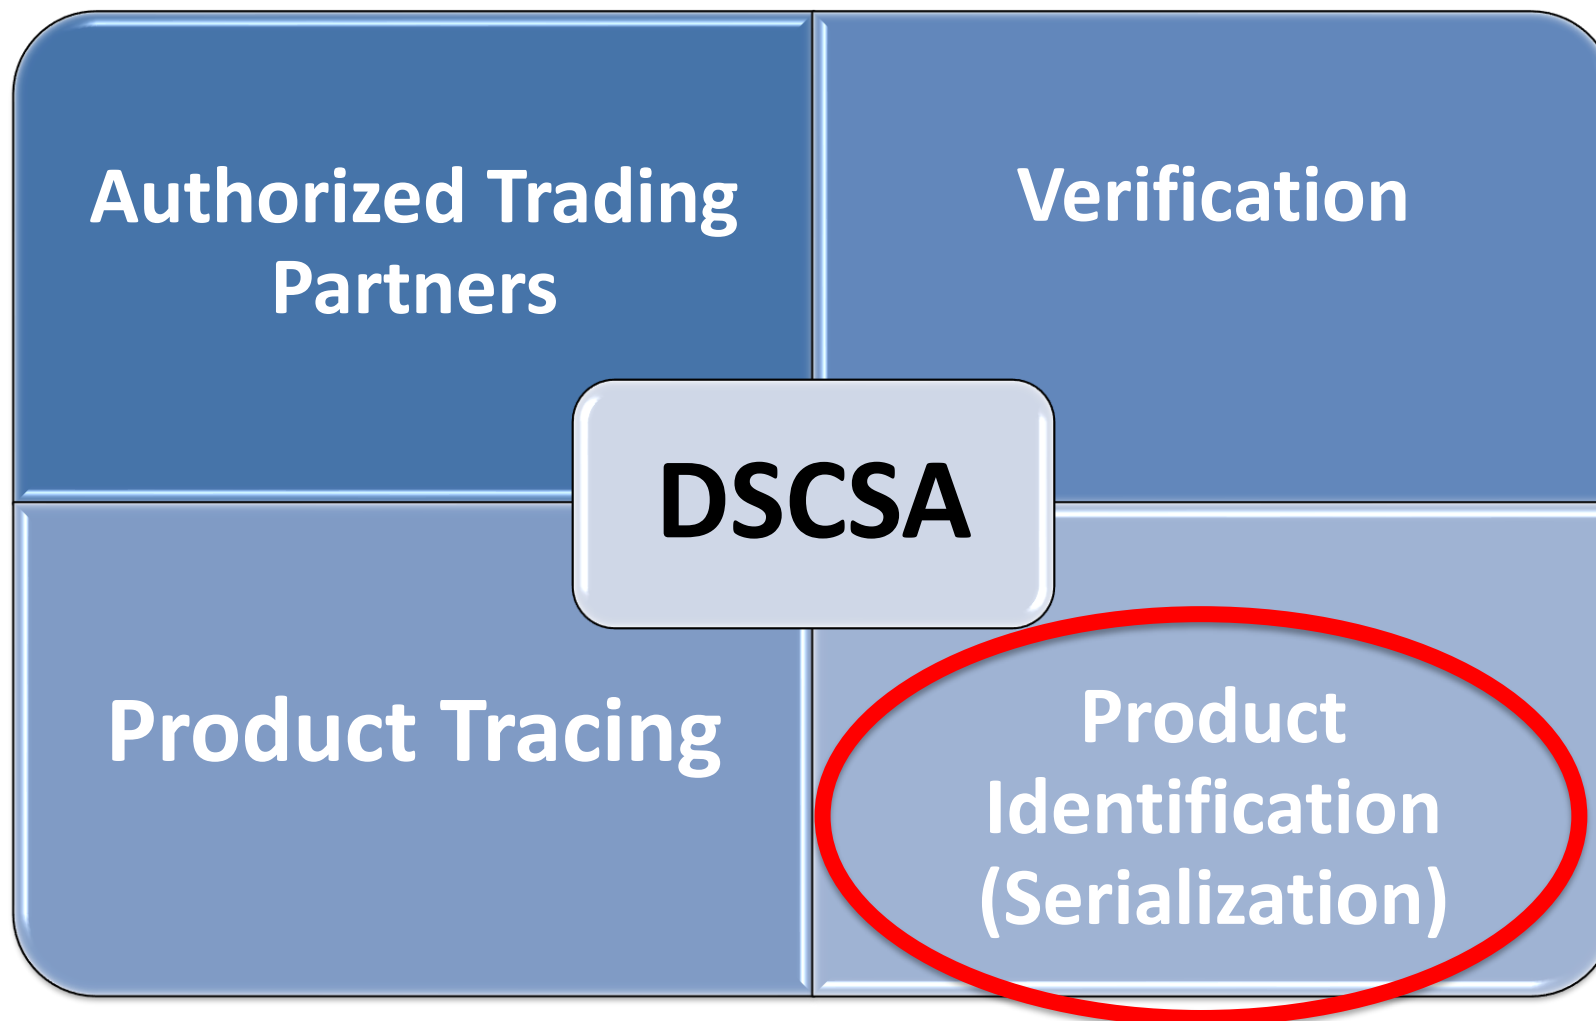 Authorized Trading
Partners
Verification
DSCSA
Product Tracing
Product
Identification
(Serialization)